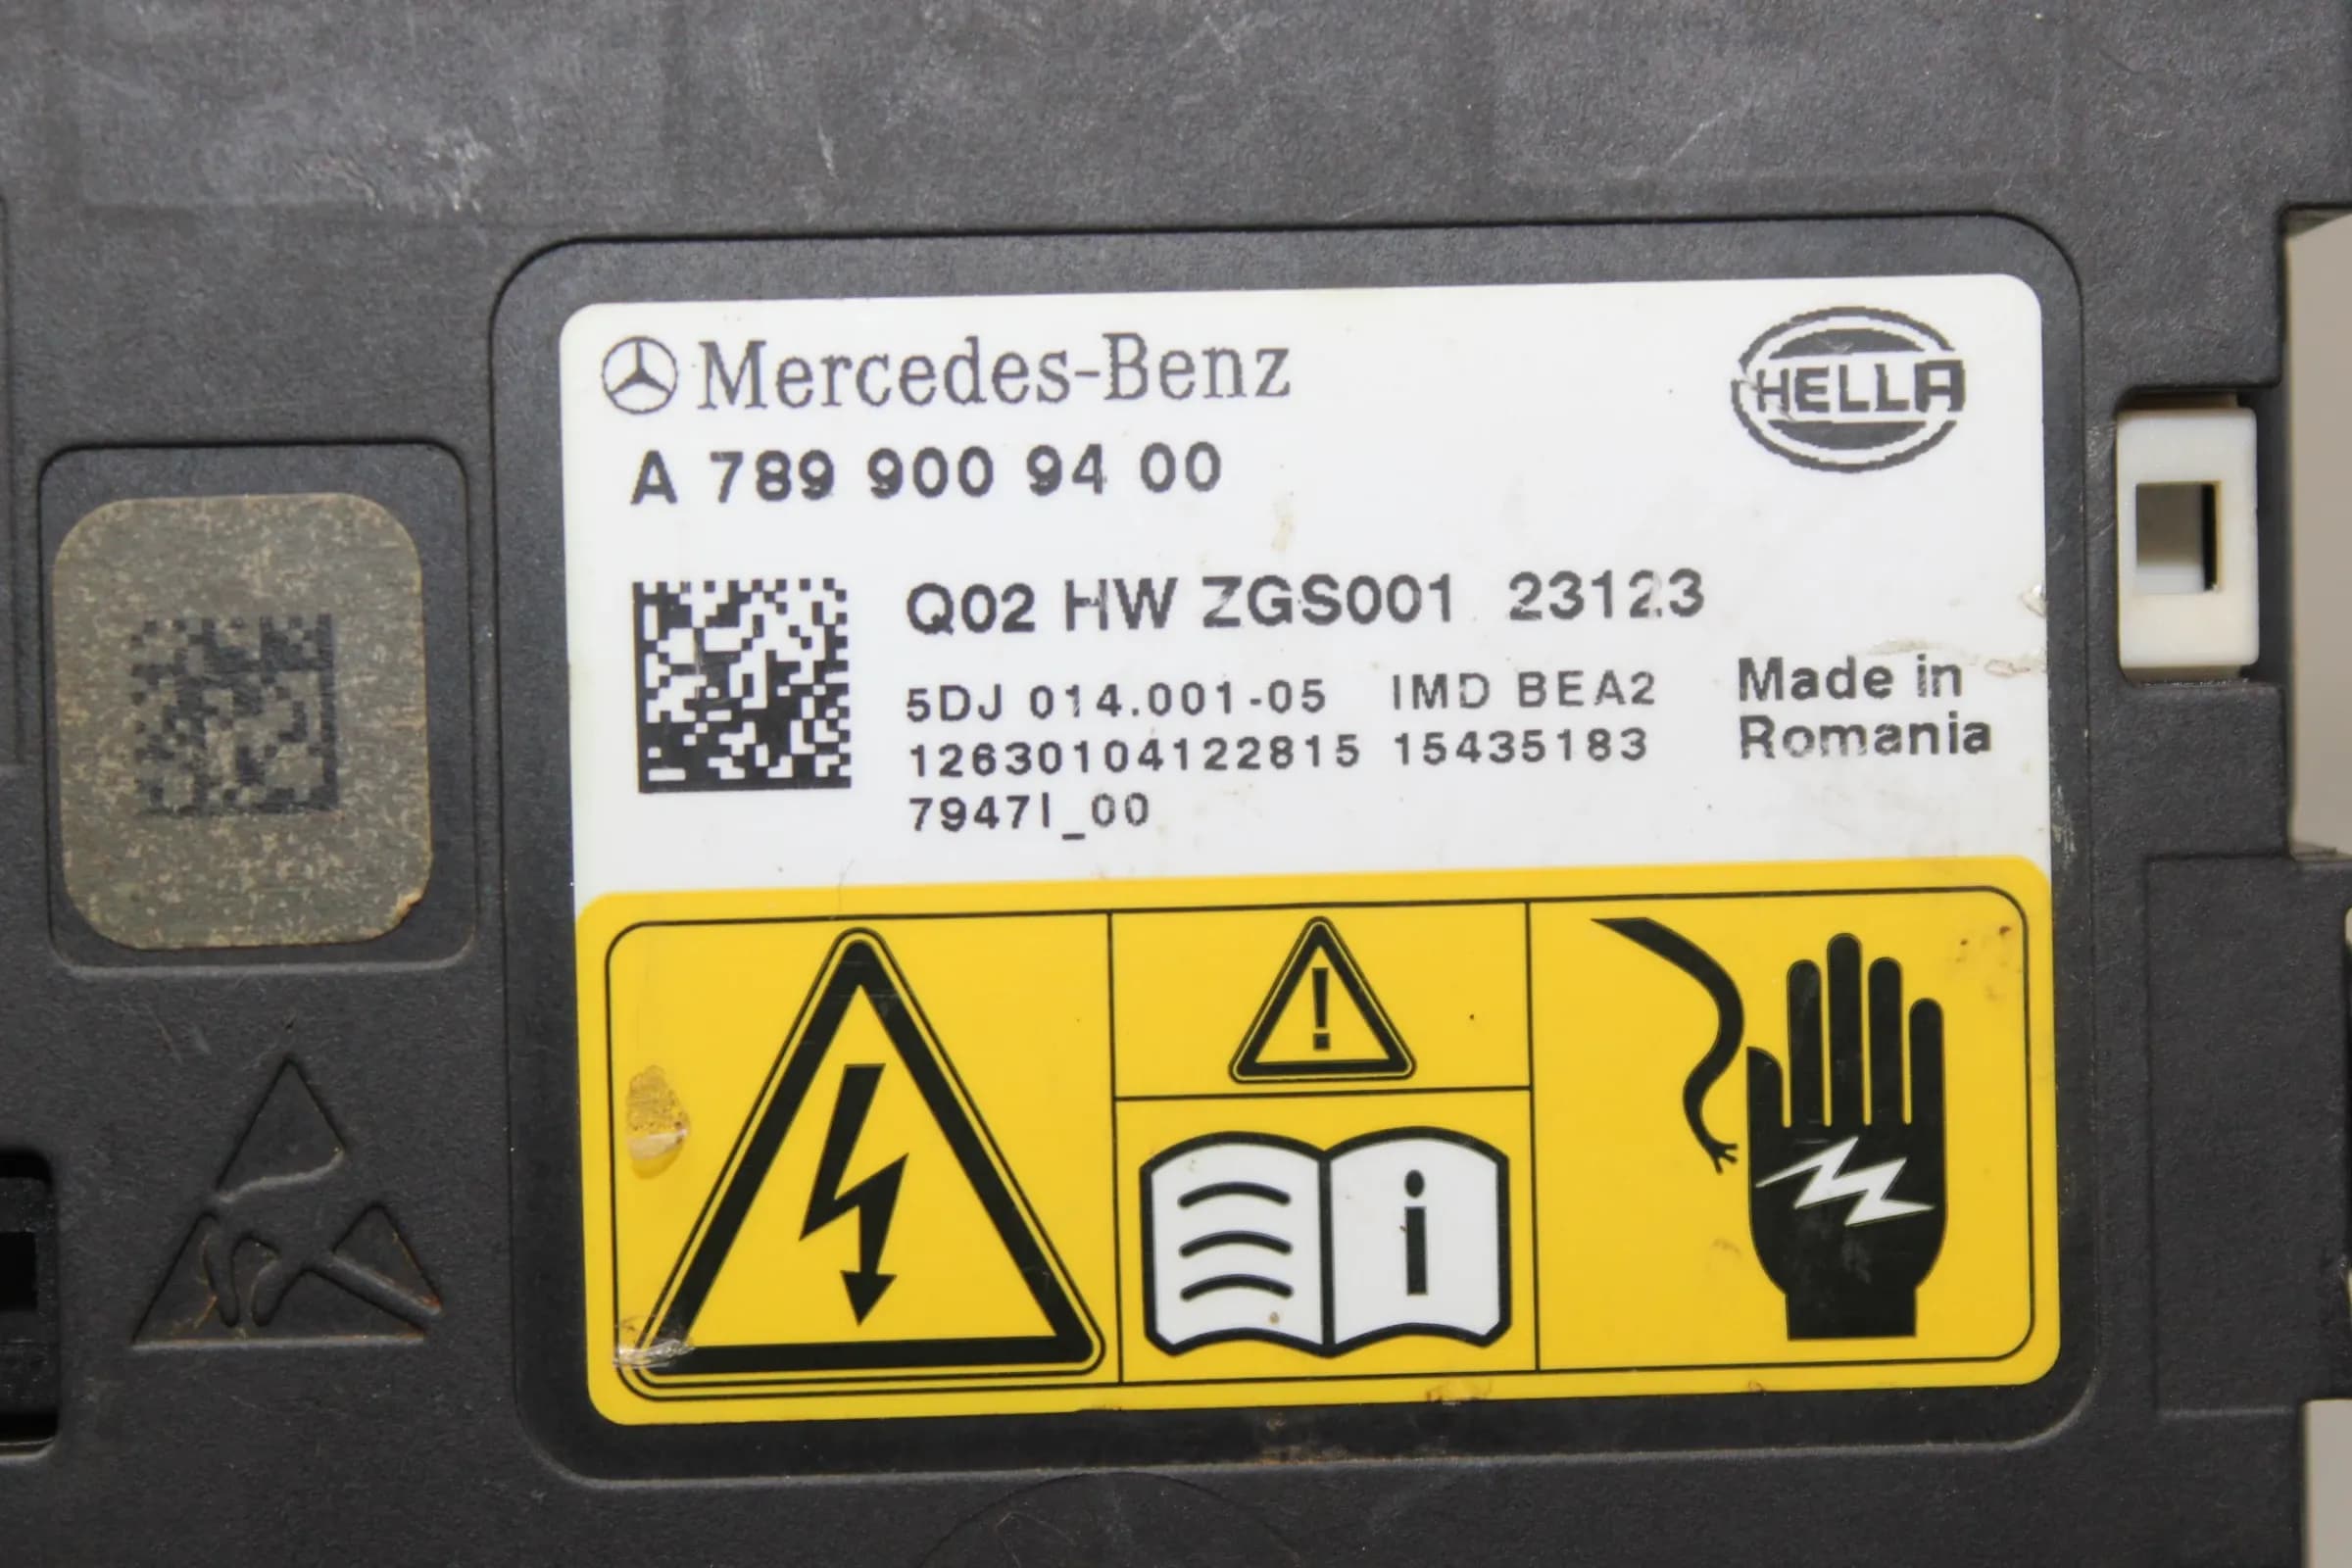 Mercedes-Benz
HELLA
A 789 900 94 00
Q02 HW ZGS001 23123
5DJ 014.001-05 IMD BEA2
12630104122815 15435183
7947I_00
Made in
Romania
!
i